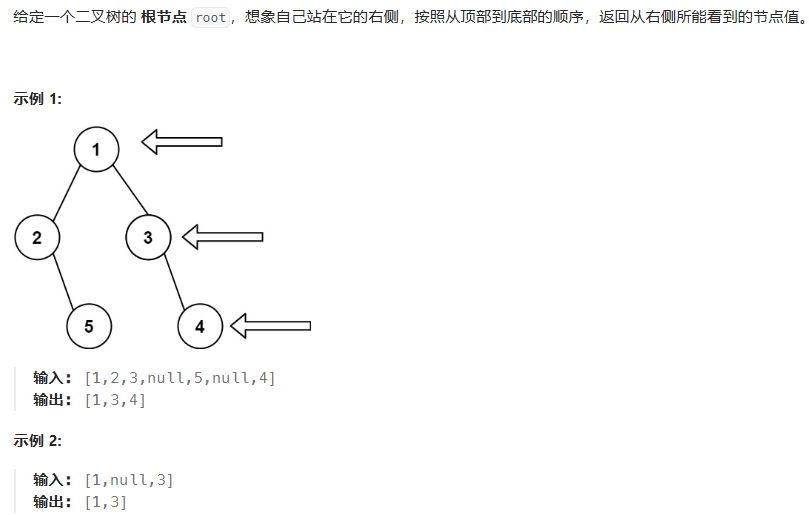 给定一个二叉树的 根节点 root，想象自己站在它的右侧，按照从顶部到底部的顺序，返回从右侧所能看到的节点值。
示例 1:
1
2
3
5
4
输入: [1,2,3,null,5,null,4]
输出: [1,3,4]
示例 2:
输入: [1,null,3]
输出: [1,3]